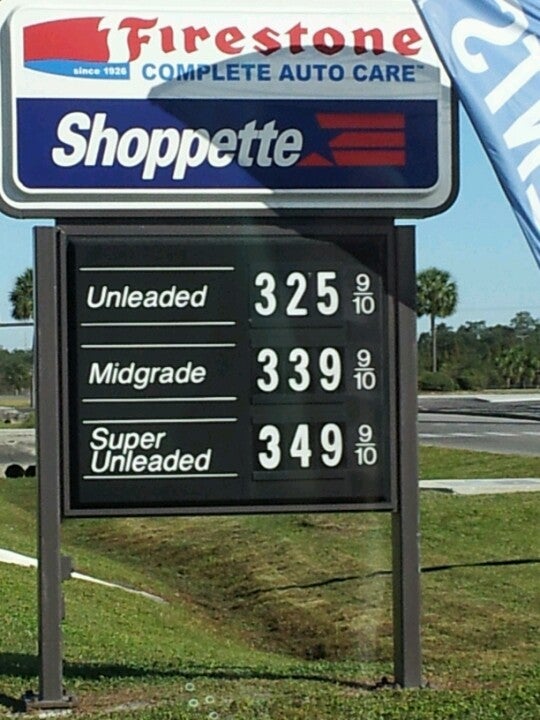 Firestone
since 1926 COMPLETE AUTO CARE™
Shoppette
Unleaded 325 9/10
Midgrade 339 9/10
Super
Unleaded 349 9/10